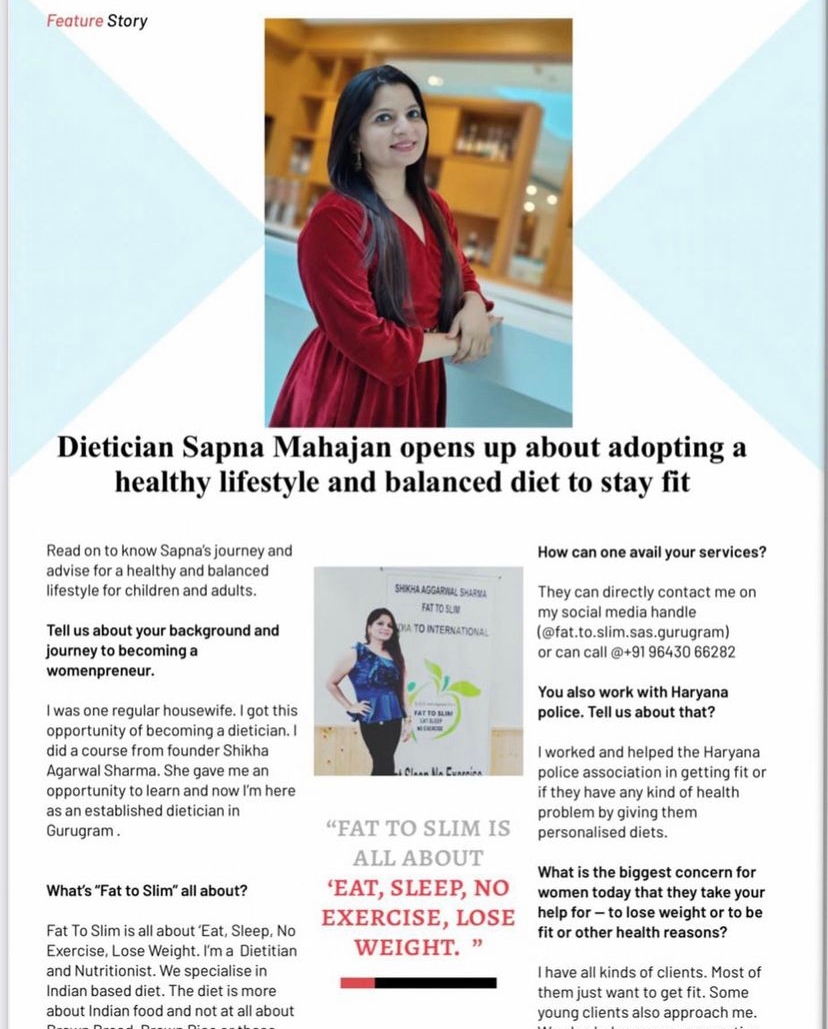 Feature Story
Dietician Sapna Mahajan opens up about adopting a
healthy lifestyle and balanced diet to stay fit
Read on to know Sapna's journey and
advise for a healthy and balanced
lifestyle for children and adults.
Tell us about your background and
journey to becoming a
womenpreneur.
I was one regular housewife. I got this
opportunity of becoming a dietician. I
did a course from founder Shikha
Agarwal Sharma. She gave me an
opportunity to learn and now I'm here
as an established dietician in
Gurugram .
What's "Fat to Slim" all about?
Fat To Slim is all about 'Eat, Sleep, No
Exercise, Lose Weight. I'm a Dietitian
and Nutritionist. We specialise in
Indian based diet. The diet is more
about Indian food and not at all about
Brown Bread, Brown Rice or these
SHIKHA AGGARWAL SHARMA
FAT TO SLIM
TO INTERNATIONAL
FAT TO SLIM
EAT SLEEP
NO EXERCISE
Sleep No Exercise
"FAT TO SLIM IS
ALL ABOUT
'EAT, SLEEP, NO
EXERCISE, LOSE
WEIGHT. "
How can one avail your services?
They can directly contact me on
my social media handle
(@fat.to.slim.sas.gurugram)
or can call @+91 96430 66282
You also work with Haryana
police. Tell us about that?
I worked and helped the Haryana
police association in getting fit or
if they have any kind of health
problem by giving them
personalised diets.
What is the biggest concern for
women today that they take your
help for – to lose weight or to be
fit or other health reasons?
I have all kinds of clients. Most of
them just want to get fit. Some
young clients also approach me.